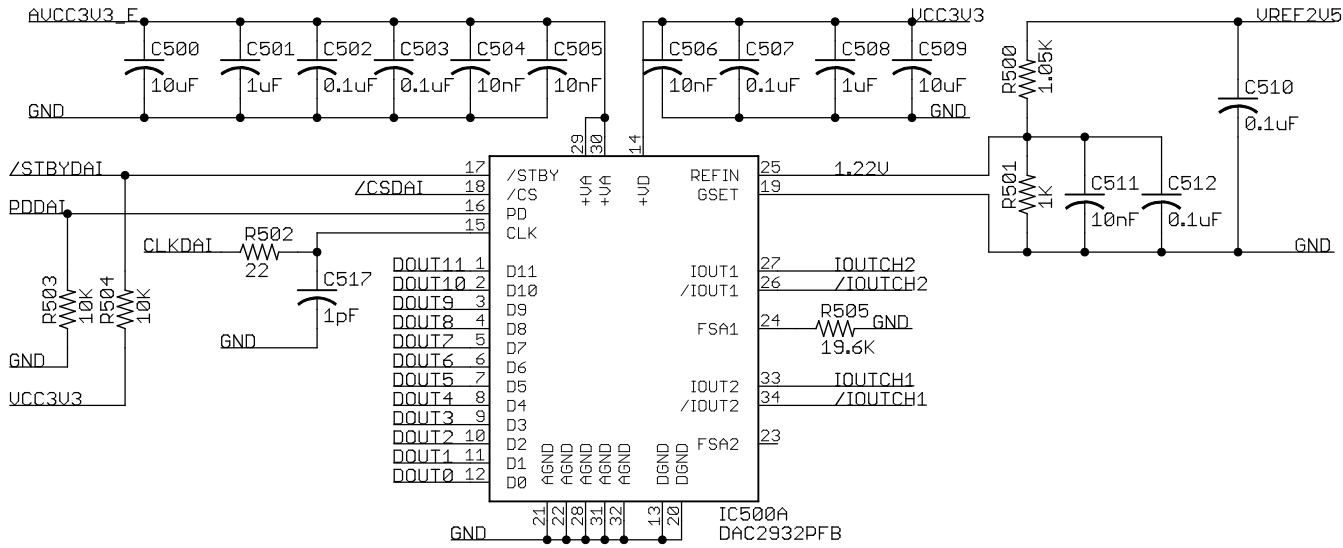 AVCC3V3_F
C500
10uF
C501
1uF
C502
0.1uF
C503
0.1uF
C504
10nF
C505
10nF
GND
VCC3V3
C506
10nF
C507
0.1uF
C508
1uF
C509
10uF
GND
VREF2V5
R500
1.05K
C510
0.1uF
R501
1K
C511
10nF
C512
0.1uF
GND
29
30
14
/STBYDAI
17
/STBY
/CSDAI
18
/CS
PDDAI
16
PD
CLKDAI
R502
22
15
CLK
C517
1pF
GND
R503
10K
R504
10K
GND
VCC3V3
+VA
+VA
+VD
REFIN
25
1.22V
GSET
19
DOUT11 1 D11
DOUT10 2 D10
DOUT9 3 D9
DOUT8 4 D8
DOUT7 5 D7
DOUT6 6 D6
DOUT5 7 D5
DOUT4 8 D4
DOUT3 9 D3
DOUT2 10 D2
DOUT1 11 D1
DOUT0 12 D0
IOUT1 27 IOUTCH2
/IOUT1 26 /IOUTCH2
FSA1 24
R505
19.6K
GND
IOUT2 33 IOUTCH1
/IOUT2 34 /IOUTCH1
FSA2 23
AGND
AGND
AGND
AGND
AGND
DGND
DGND
21
22
28
31
32
13
20
GND
IC500A
DAC2932PFB